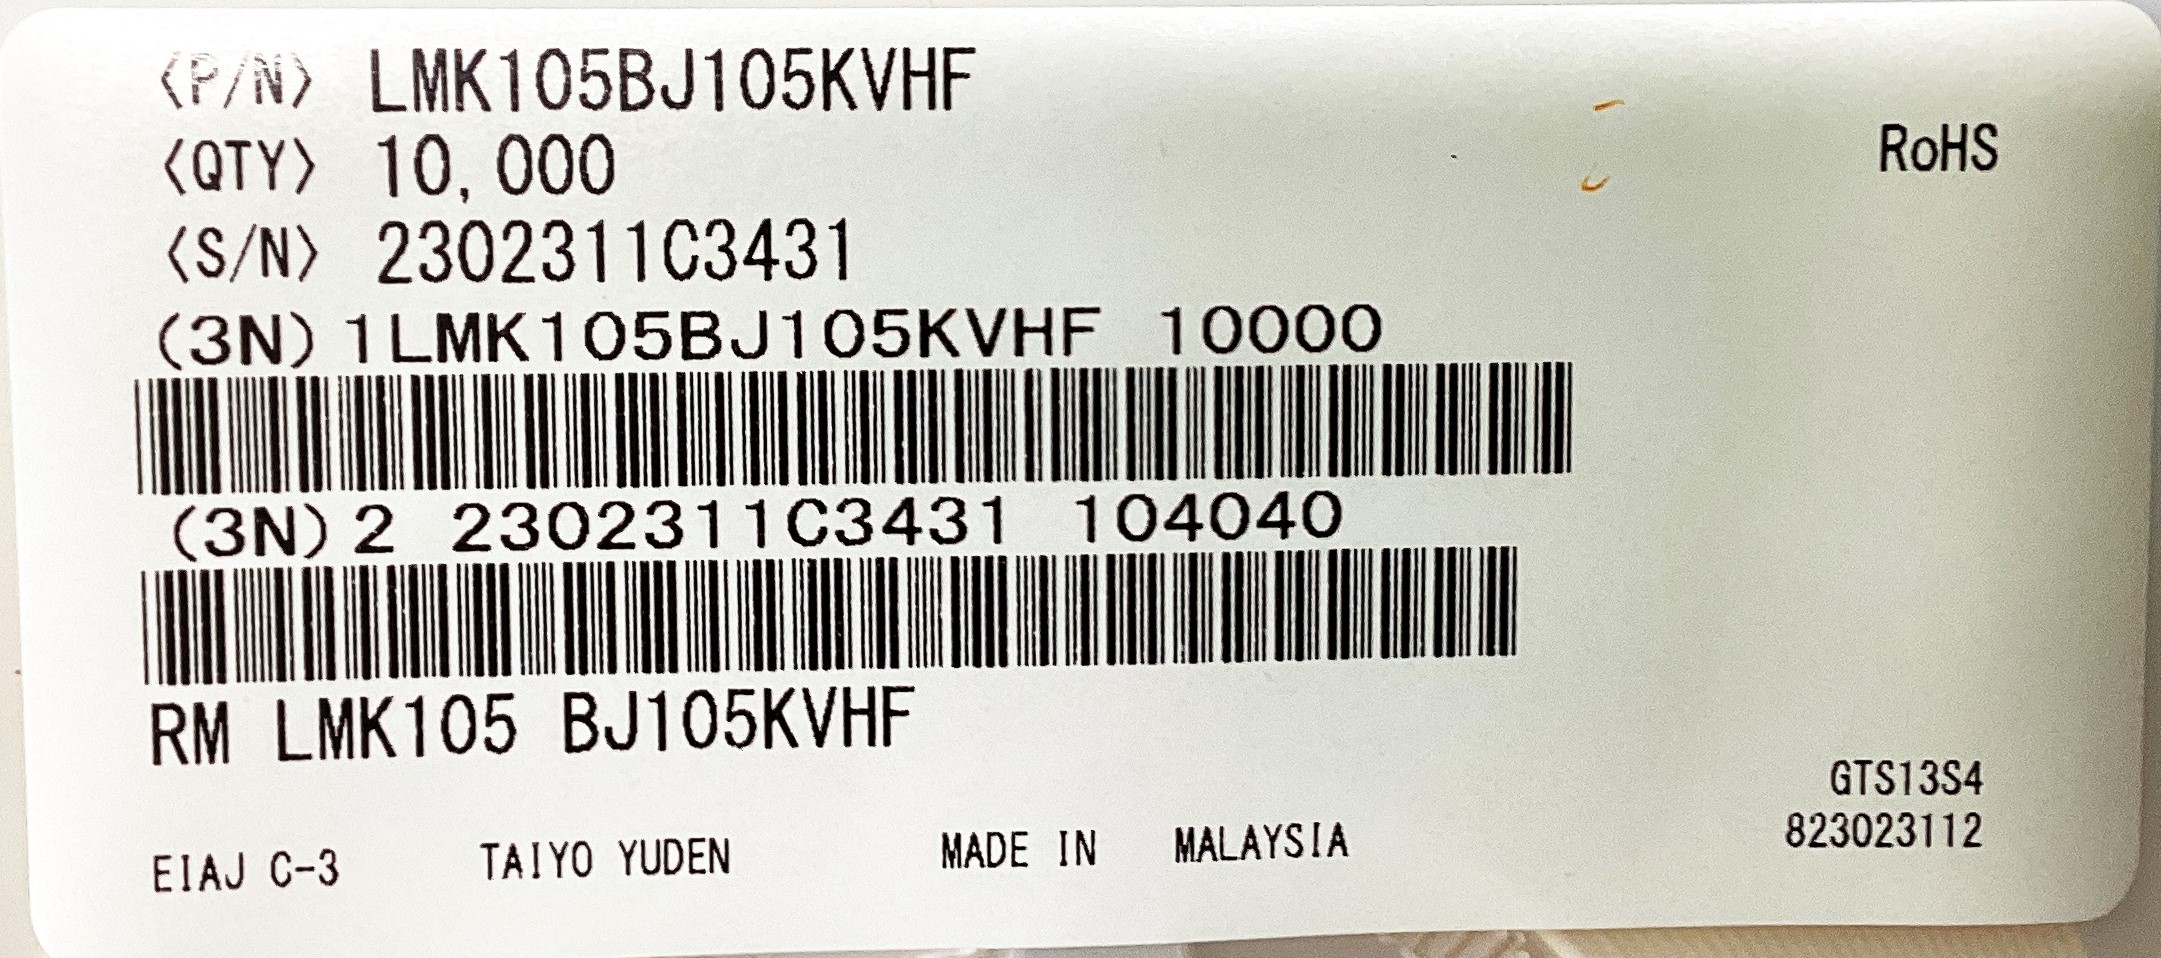 〈P/N〉 LMK105BJ105KVHF
〈QTY〉 10,000
RoHS
〈S/N〉 2302311C3431
(3N)1LMK105BJ105KVHF 10000
(3N)2 2302311C3431 104040
RM LMK105 BJ105KVHF
GTS13S4
823023112
EIAJ C-3 TAIYO YUDEN MADE IN MALAYSIA